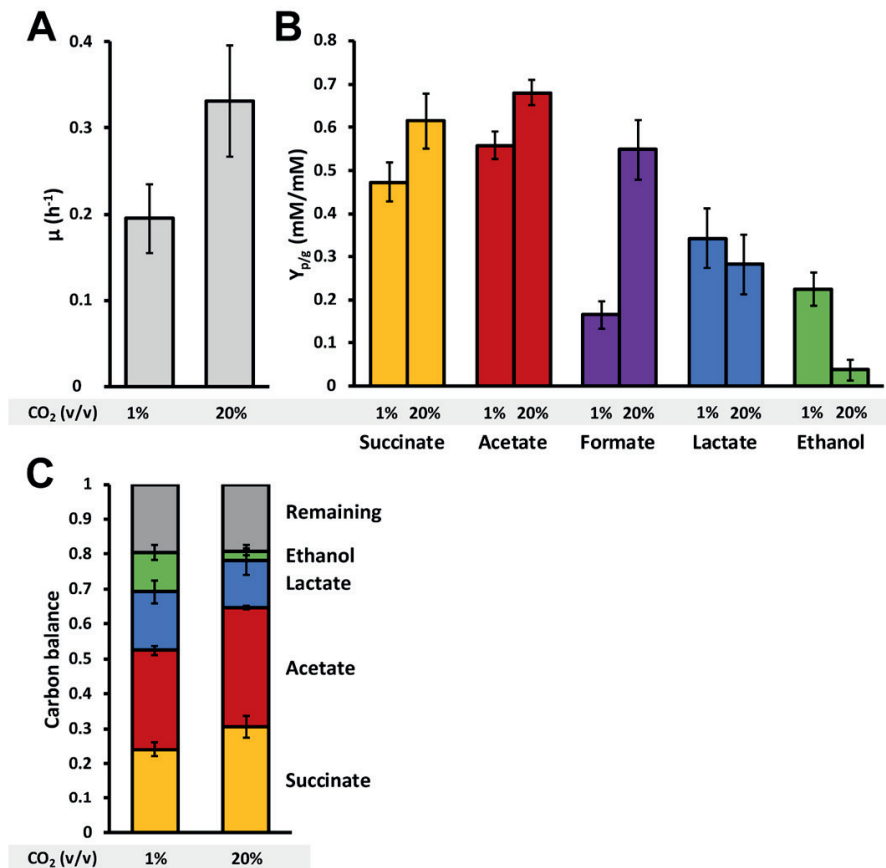 A
0.4
0.3
0.2
0.1
0
µ (h⁻¹)
CO₂ (v/v) 1% 20%
B
0.8
0.7
0.6
0.5
0.4
0.3
0.2
0.1
0
Yp/g (mM/mM)
1% 20% 1% 20% 1% 20% 1% 20% 1% 20%
Succinate Acetate Formate Lactate Ethanol
C
1
0.9
0.8
0.7
0.6
0.5
0.4
0.3
0.2
0.1
0
Carbon balance
Remaining
Ethanol
Lactate
Acetate
Succinate
CO₂ (v/v) 1% 20%